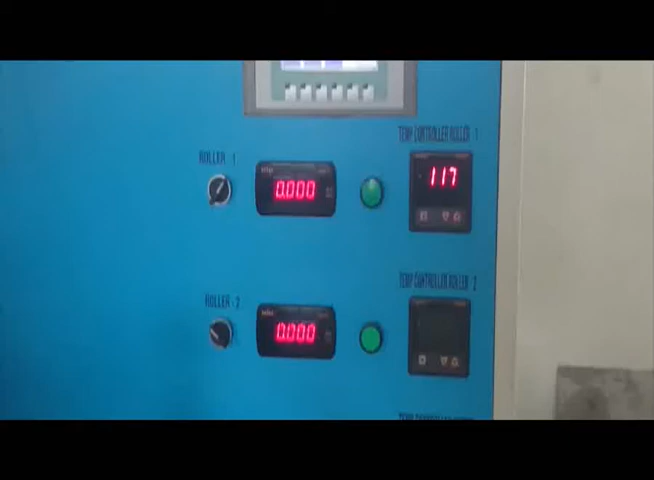 TEMP CONTROLLER ROLLER 1
ROLLER 1
0.000
117
TEMP CONTROLLER ROLLER 2
ROLLER - 2
0.000